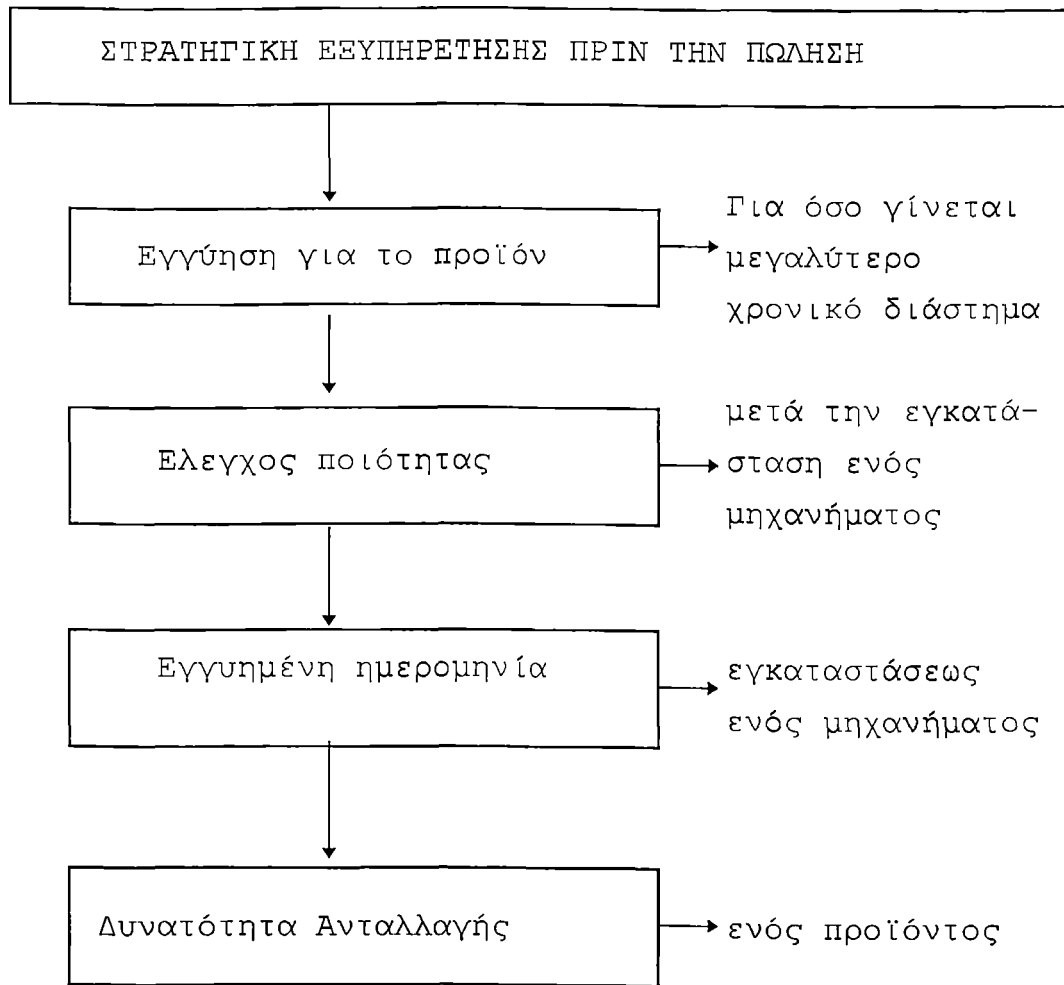 ΣΤΡΑΤΗΓΙΚΗ ΕΞΥΠΗΡΕΤΗΣΗΣ ΠΡΙΝ ΤΗΝ ΠΩΛΗΣΗ
Εγγύηση για το προϊόν
Για όσο γίνεται
μεγαλύτερο
χρονικό διάστημα
Ελεγχος ποιότητας
μετά την εγκατά-
σταση ενός
μηχανήματος
Εγγυημένη ημερομηνία
εγκαταστάσεως
ενός μηχανήματος
Δυνατότητα Ανταλλαγής
ενός προϊόντος